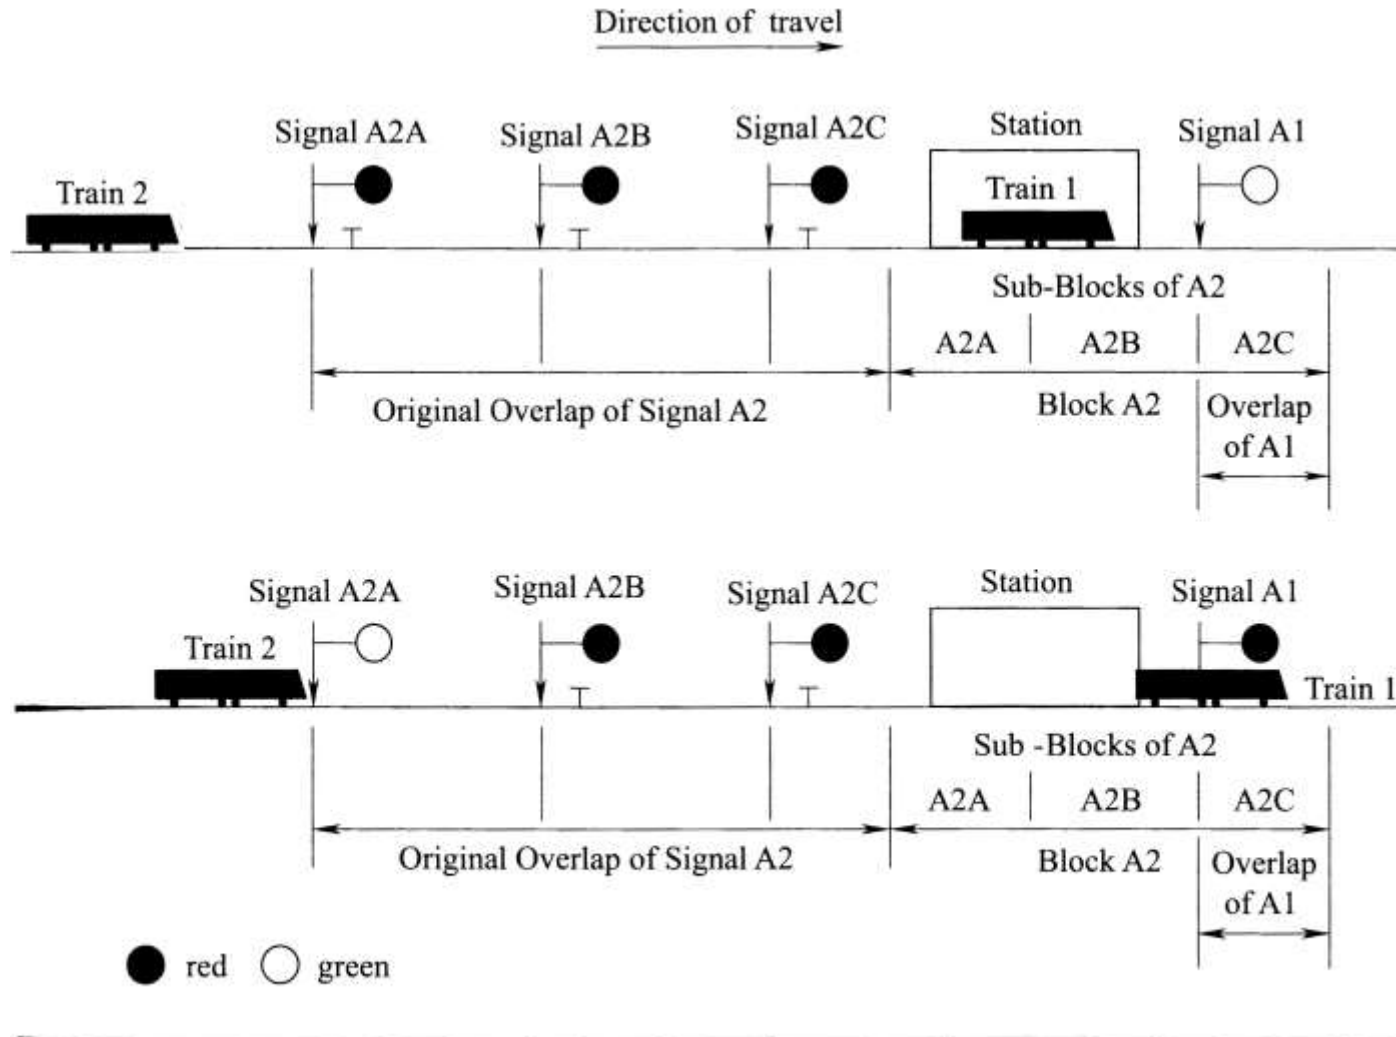 Direction of travel
Signal A2A
Signal A2B
Signal A2C
Station
Signal A1
Train 2
Train 1
Sub-Blocks of A2
A2A
A2B
A2C
Original Overlap of Signal A2
Block A2
Overlap
of A1
Signal A2A
Signal A2B
Signal A2C
Station
Signal A1
Train 2
Train 1
Sub -Blocks of A2
A2A
A2B
A2C
Original Overlap of Signal A2
Block A2
Overlap
of A1
red
green